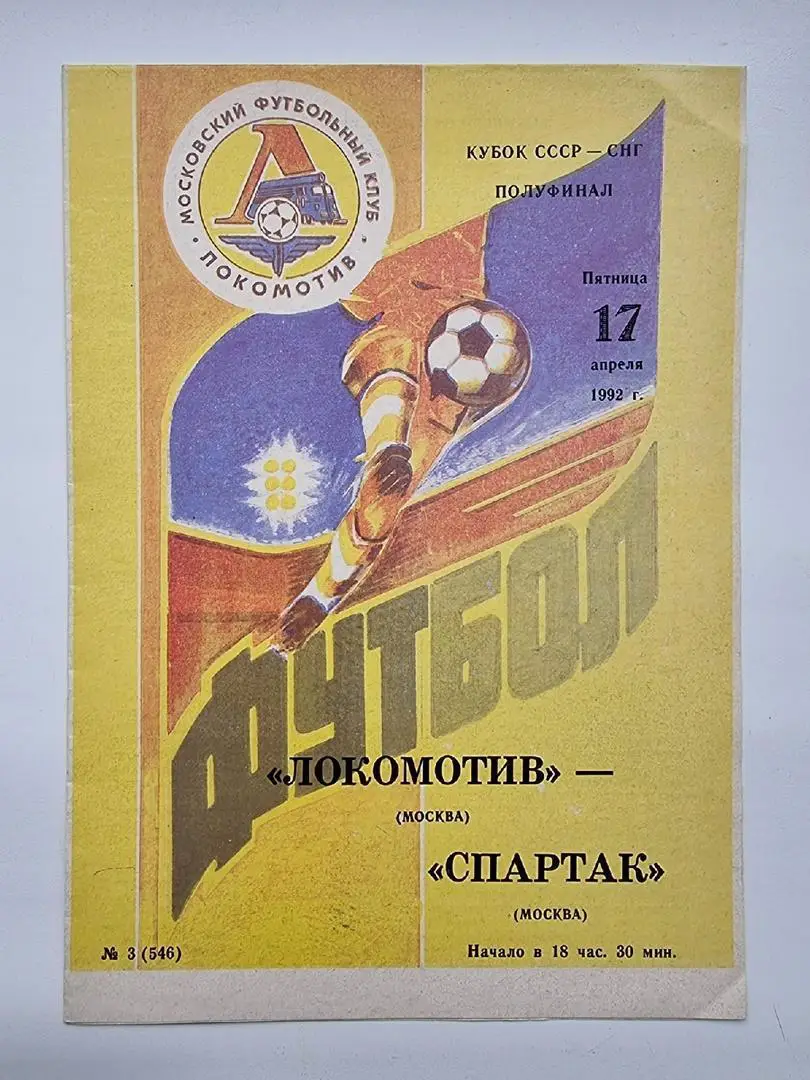 • МОСКОВСКИЙ ФУТБОЛЬНЫЙ КЛУБ •
ЛОКОМОТИВ
Л
КУБОК СССР — СНГ
ПОЛУФИНАЛ
Пятница
17
апреля
1992 г.
ФУТБОЛ
«ЛОКОМОТИВ» —
(МОСКВА)
«СПАРТАК»
(МОСКВА)
№ 3 (546)
Начало в 18 час. 30 мин.